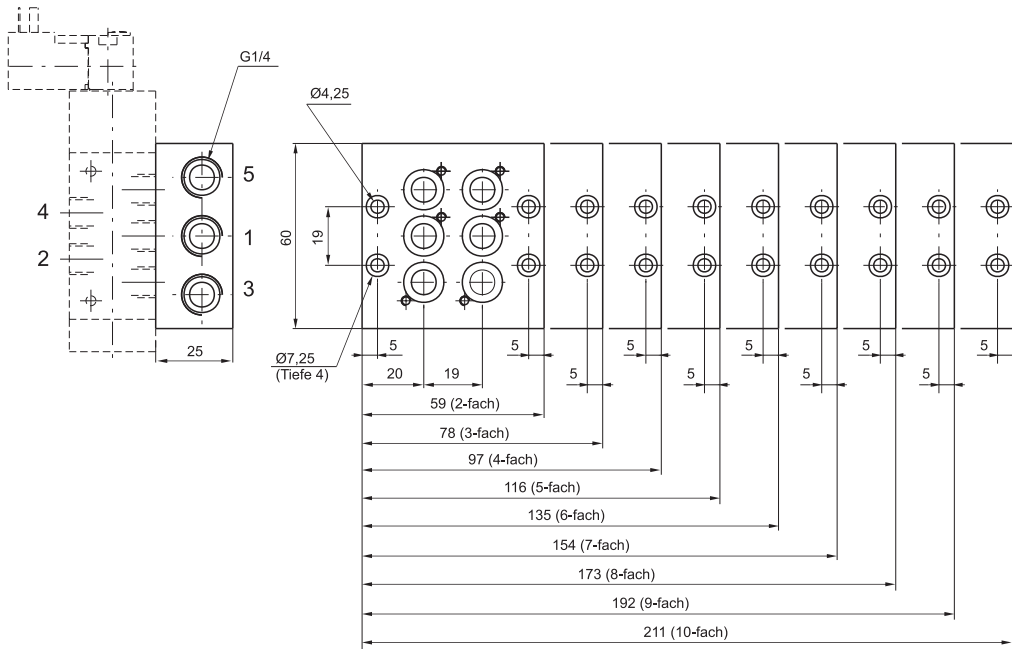 G1/4
Ø4,25
5
4
1
2
3
60
19
25
Ø7,25
(Tiefe 4)
5
5
5
5
5
5
20
19
5
5
5
5
59 (2-fach)
78 (3-fach)
97 (4-fach)
116 (5-fach)
135 (6-fach)
154 (7-fach)
173 (8-fach)
192 (9-fach)
211 (10-fach)